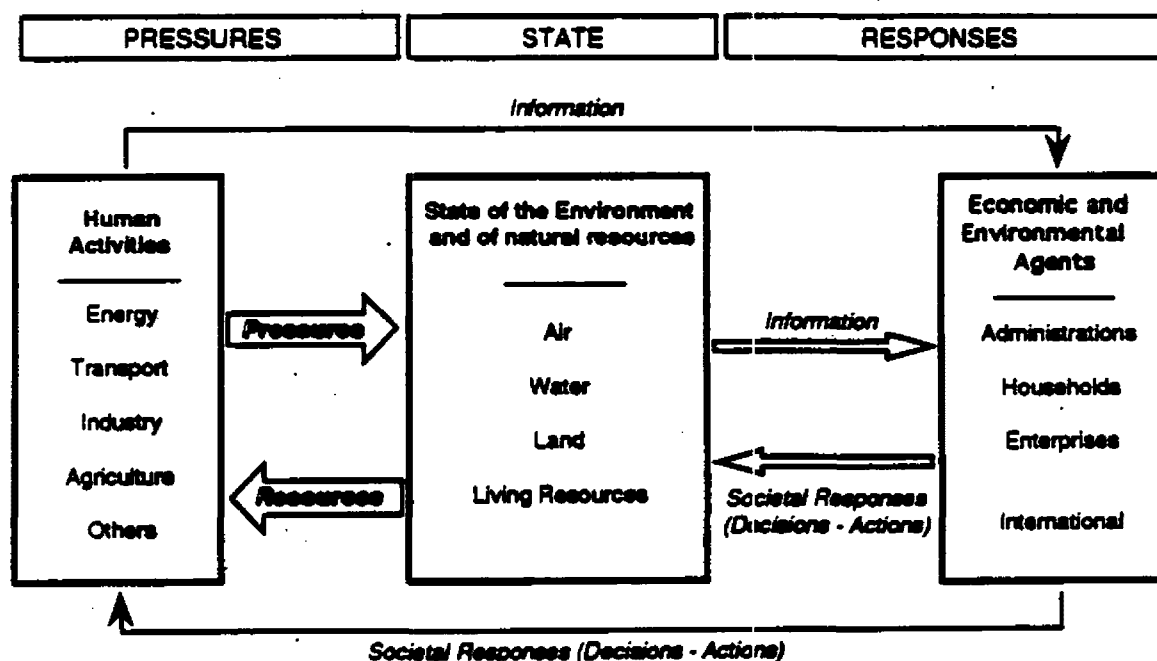 PRESSURES
STATE
RESPONSES
Information
Human
Activities
Energy
Transport
Industry
Agriculture
Others
Pressures
Resources
State of the Environment
and of natural resources
Air
Water
Land
Living Resources
Information
Societal Responses
(Decisions - Actions)
Economic and
Environmental
Agents
Administrations
Households
Enterprises
International
Societal Responses (Decisions - Actions)